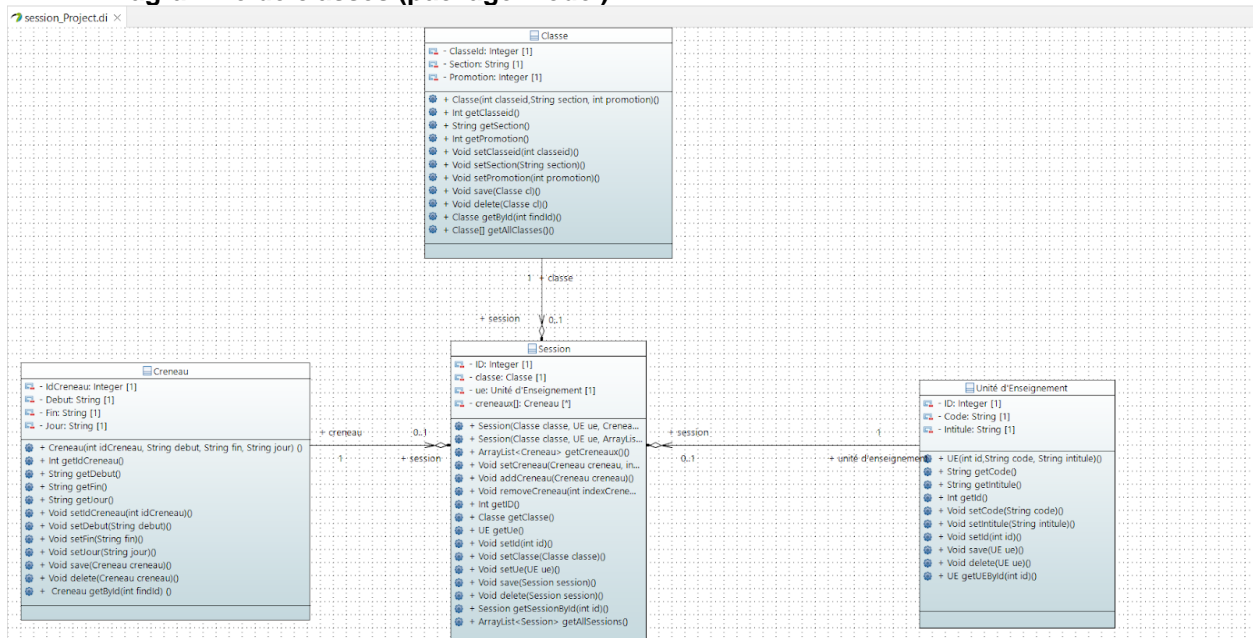 session_Project.di
Classe
- ClasseId: Integer [1]
- Section: String [1]
- Promotion: Integer [1]
+ Classe(int classeid,String section, int promotion)()
+ Int getClasseid()
+ String getSection()
+ Int getPromotion()
+ Void setClasseid(int classeid)()
+ Void setSection(String section)()
+ Void setPromotion(int promotion)()
+ Void save(Classe cl)()
+ Void delete(Classe cl)()
+ Classe getById(int findId)()
+ Classe[] getAllClasses()()
1 + classe
+ session 0..1
Creneau
- IdCreneau: Integer [1]
- Debut: String [1]
- Fin: String [1]
- Jour: String [1]
+ Creneau(int idCreneau, String debut, String fin, String jour) ()
+ Int getIdCreneau()
+ String getDebut()
+ String getFin()
+ String getJour()
+ Void setIdCreneau(int idCreneau)()
+ Void setDebut(String debut)()
+ Void setFin(String fin)()
+ Void setJour(String jour)()
+ Void save(Creneau creneau)()
+ Void delete(Creneau creneau)()
+ Creneau getById(int findId) ()
+ creneau 0..1
1 + session
Session
- ID: Integer [1]
- classe: Classe [1]
- ue: Unité d'Enseignement [1]
- creneaux[]: Creneau [*]
+ Session(Classe classe, UE ue, Crenea...
+ Session(Classe classe, UE ue, ArrayLis...
+ ArrayList<Creneau> getCreneaux()()
+ Void setCreneau(Creneau creneau, in...
+ Void addCreneau(Creneau creneau)()
+ Void removeCreneau(int indexCrene...
+ Int getID()
+ Classe getClasse()
+ UE getUe()
+ Void setId(int id)()
+ Void setClasse(Classe classe)()
+ Void setUe(UE ue)()
+ Void save(Session session)()
+ Void delete(Session session)()
+ Session getSessionById(int id)()
+ ArrayList<Session> getAllSessions()
+ session 1
0..1 + unité d'enseignement
Unité d'Enseignement
- ID: Integer [1]
- Code: String [1]
- Intitule: String [1]
+ UE(int id,String code, String intitule)()
+ String getCode()
+ String getIntitule()
+ Int getId()
+ Void setCode(String code)()
+ Void setIntitule(String intitule)()
+ Void setId(int id)()
+ Void save(UE ue)()
+ Void delete(UE ue)()
+ UE getUEById(int id)()